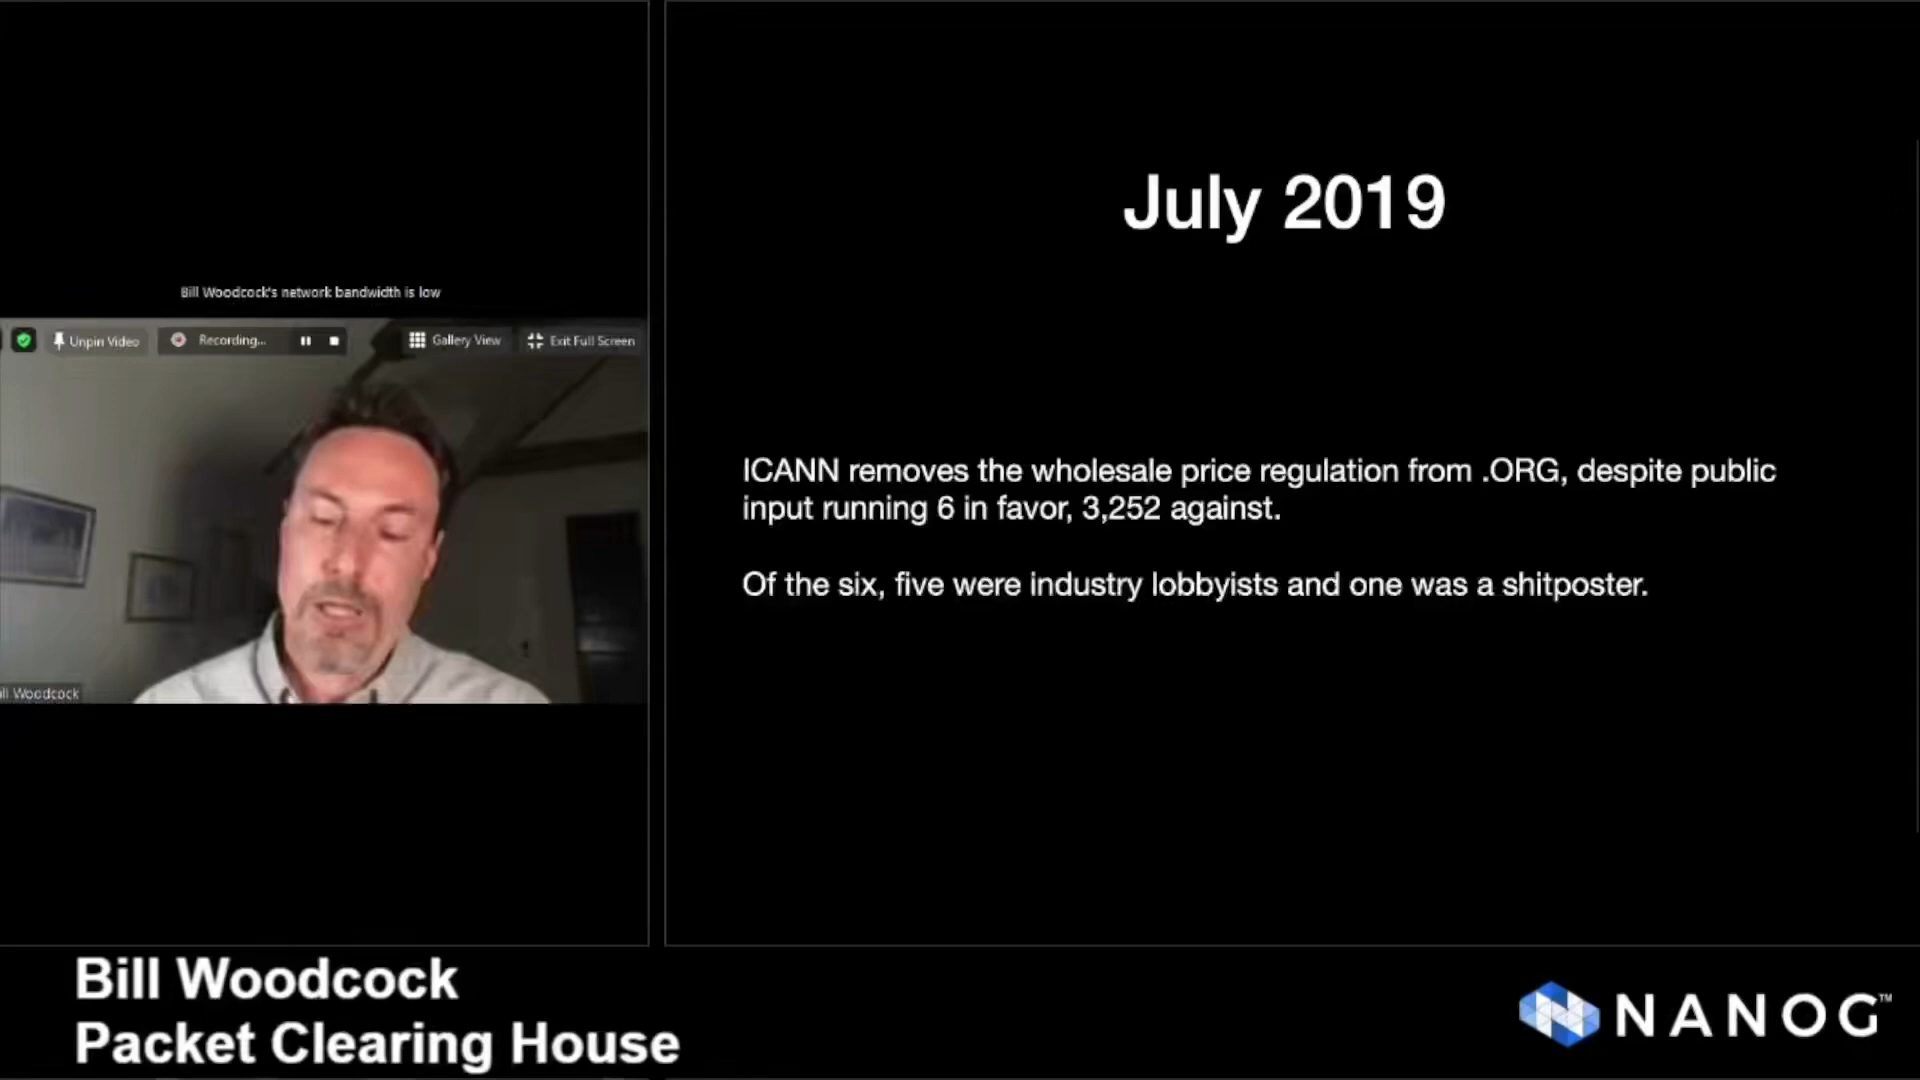 Bill Woodcock's network bandwidth is low
Unpin Video
Recording...
Gallery View
Exit Full Screen
ill Woodcock
July 2019
ICANN removes the wholesale price regulation from .ORG, despite public
input running 6 in favor, 3,252 against.
Of the six, five were industry lobbyists and one was a shitposter.
Bill Woodcock
Packet Clearing House
NANOG™